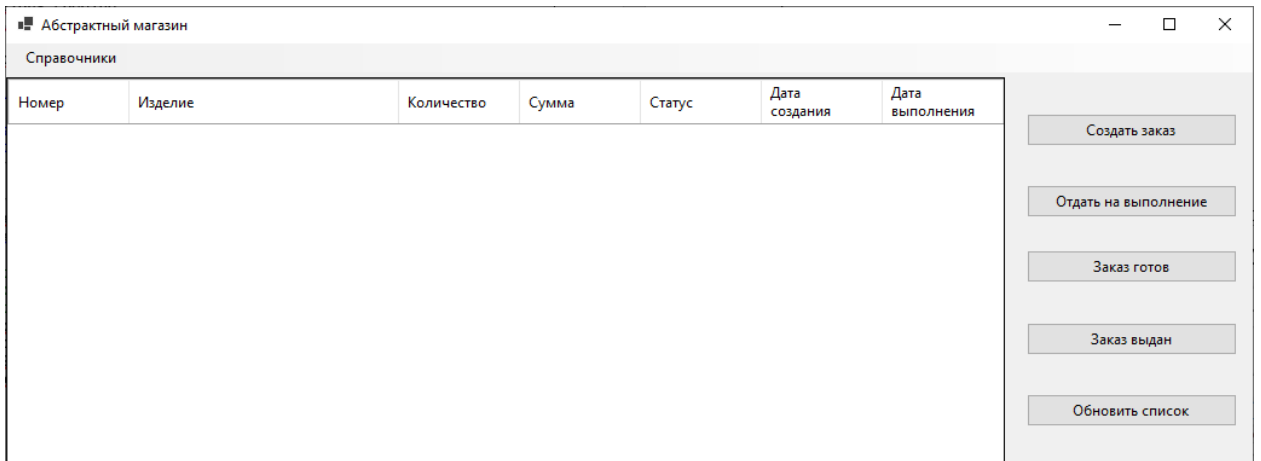 Абстрактный магазин
Справочники
Номер Изделие Количество Сумма Статус Дата создания Дата выполнения
Создать заказ
Отдать на выполнение
Заказ готов
Заказ выдан
Обновить список